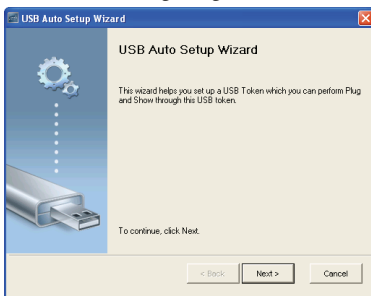 USB Auto Setup Wizard
USB Auto Setup Wizard
This wizard helps you set up a USB Token which you can perform Plug
and Show through this USB token.
To continue, click Next.
< Back
Next >
Cancel